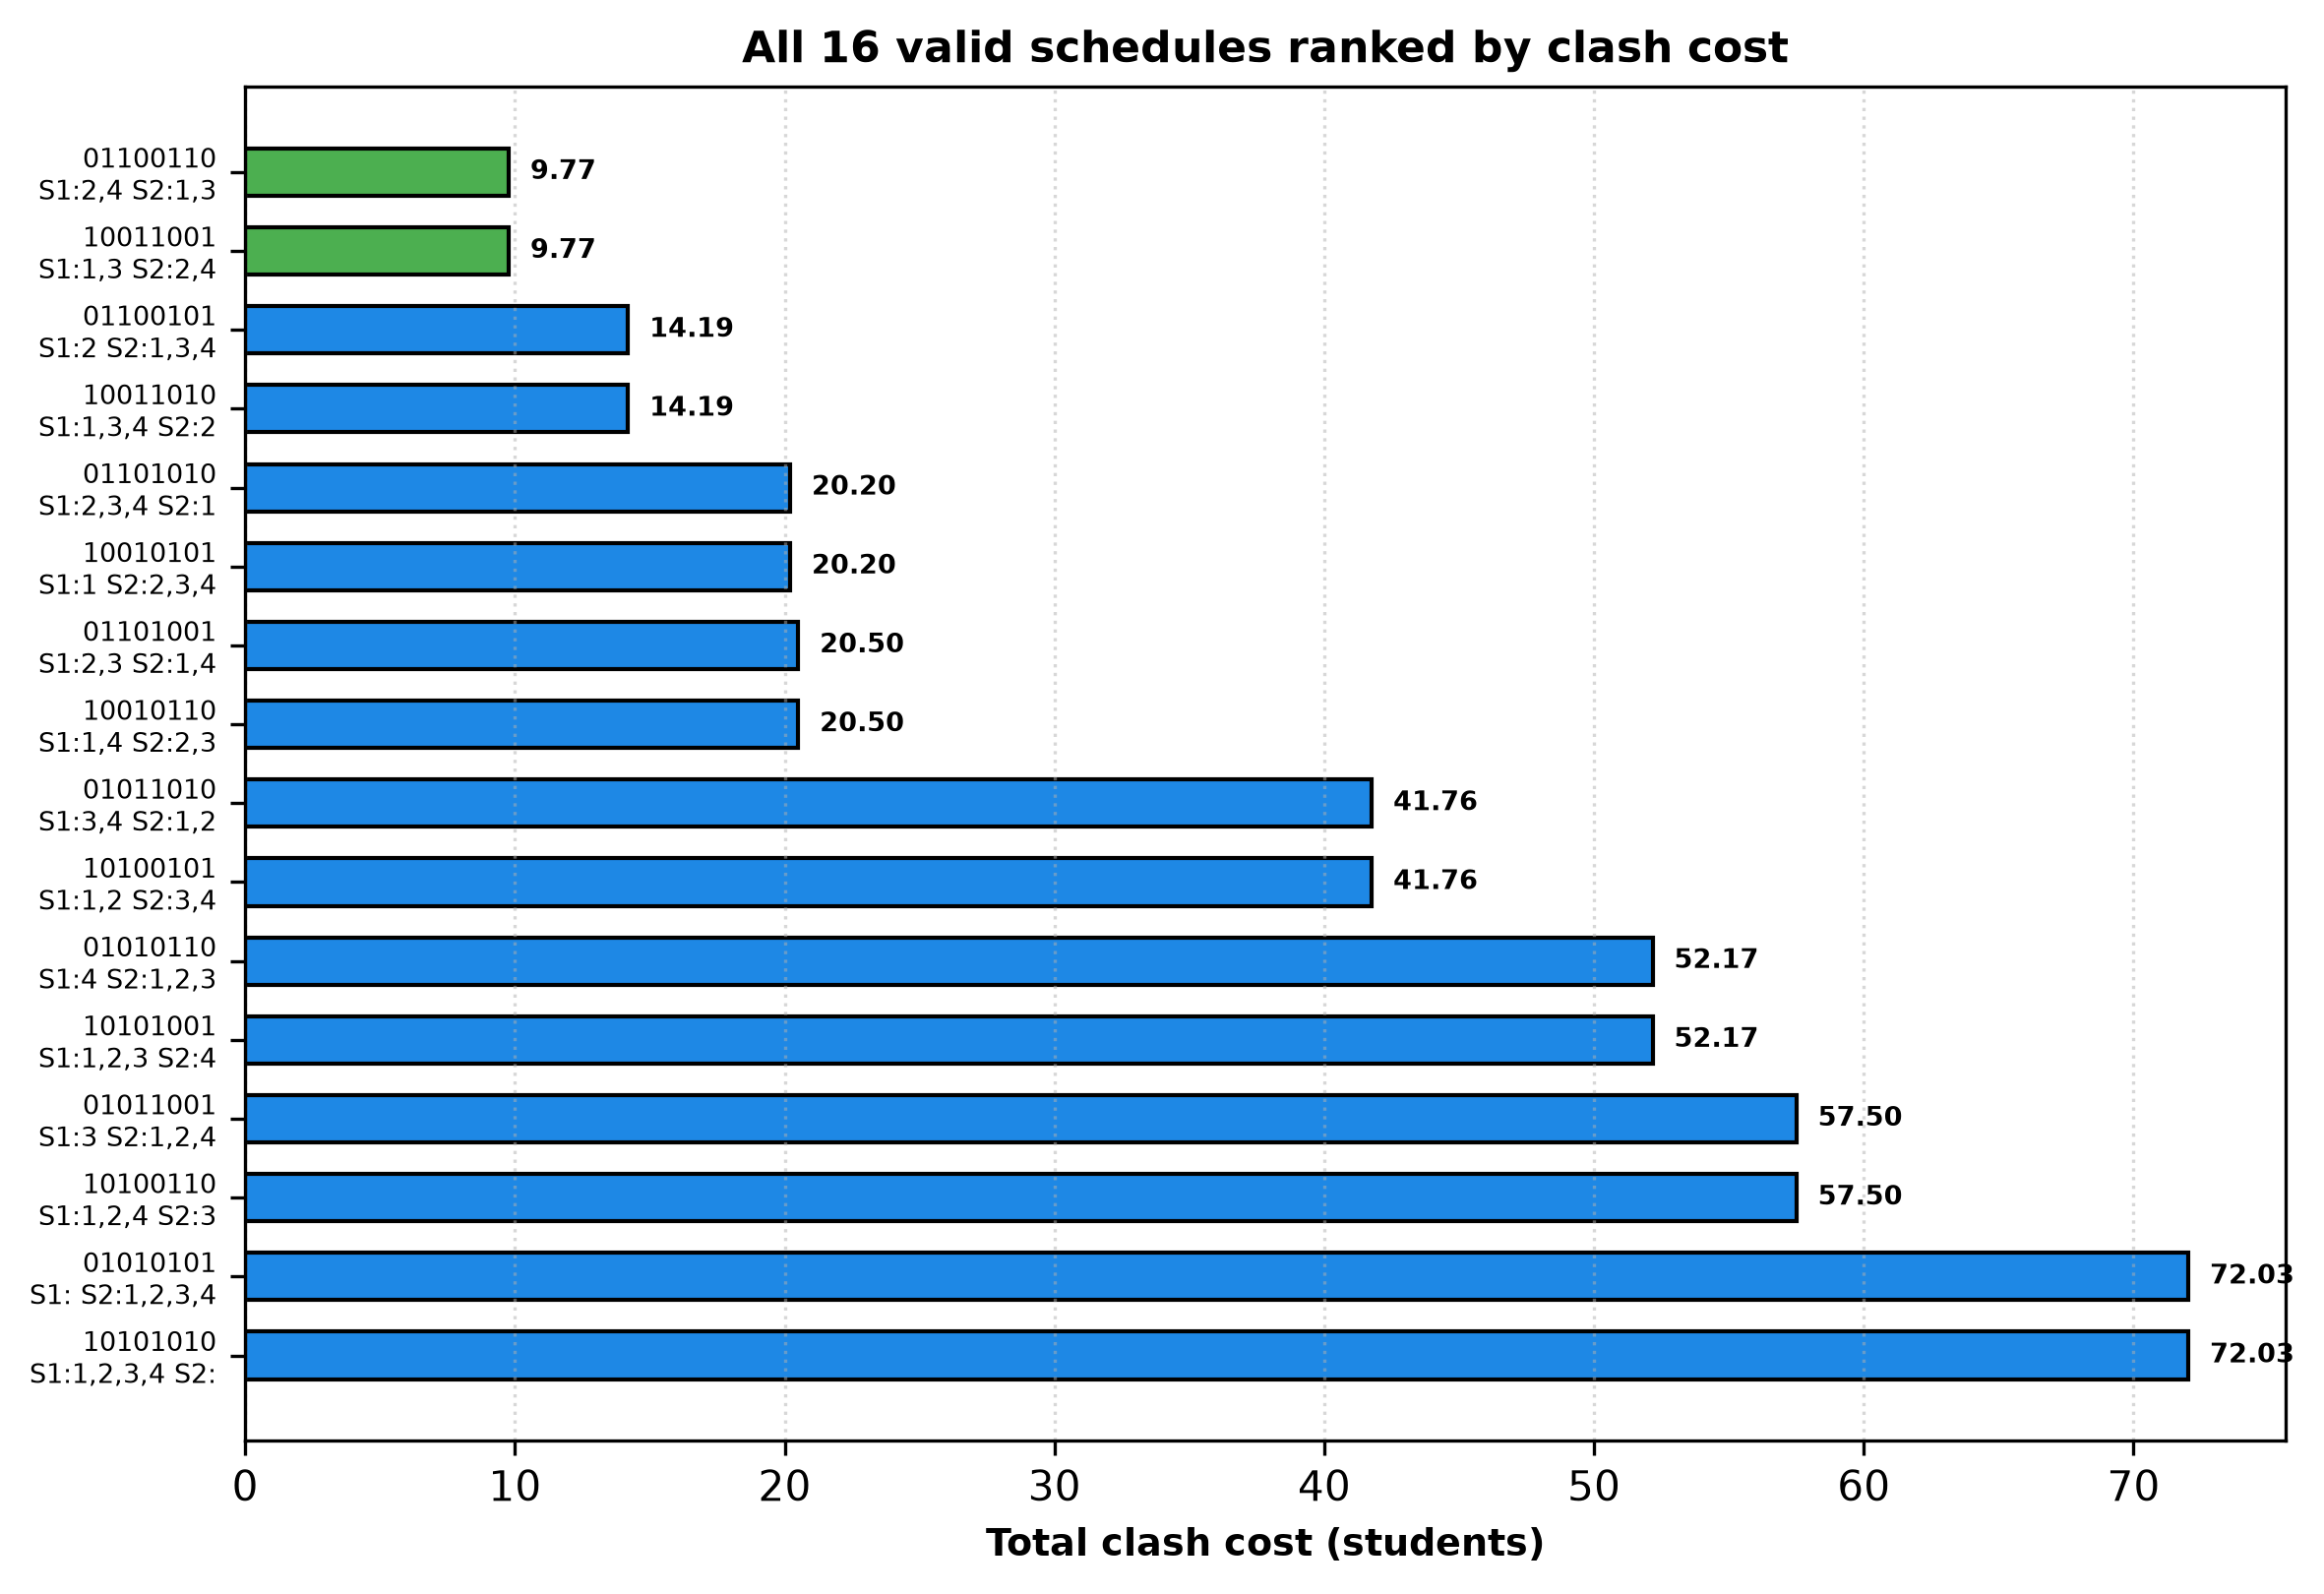 All 16 valid schedules ranked by clash cost
01100110
S1:2,4 S2:1,3
9.77
10011001
S1:1,3 S2:2,4
9.77
01100101
S1:2 S2:1,3,4
14.19
10011010
S1:1,3,4 S2:2
14.19
01101010
S1:2,3,4 S2:1
20.20
10010101
S1:1 S2:2,3,4
20.20
01101001
S1:2,3 S2:1,4
20.50
10010110
S1:1,4 S2:2,3
20.50
01011010
S1:3,4 S2:1,2
41.76
10100101
S1:1,2 S2:3,4
41.76
01010110
S1:4 S2:1,2,3
52.17
10101001
S1:1,2,3 S2:4
52.17
01011001
S1:3 S2:1,2,4
57.50
10100110
S1:1,2,4 S2:3
57.50
01010101
S1: S2:1,2,3,4
72.03
10101010
S1:1,2,3,4 S2:
72.03
0 10 20 30 40 50 60 70
Total clash cost (students)